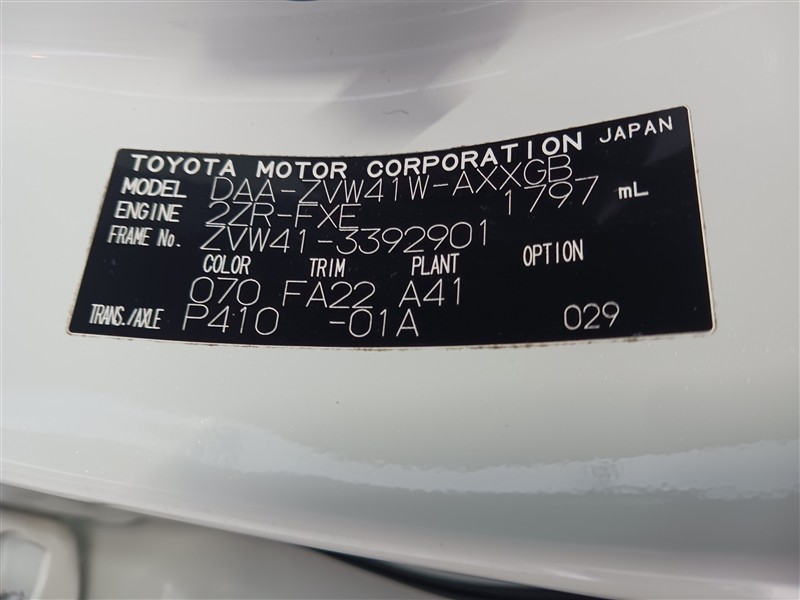 TOYOTA MOTOR CORPORATION JAPAN
MODEL DAA-ZVW41W-AXXGB
ENGINE 2ZR-FXE 1797 mL
FRAME No. ZVW41-3392901
COLOR TRIM PLANT OPTION
070 FA22 A41
TRANS./AXLE P410 -01A 029